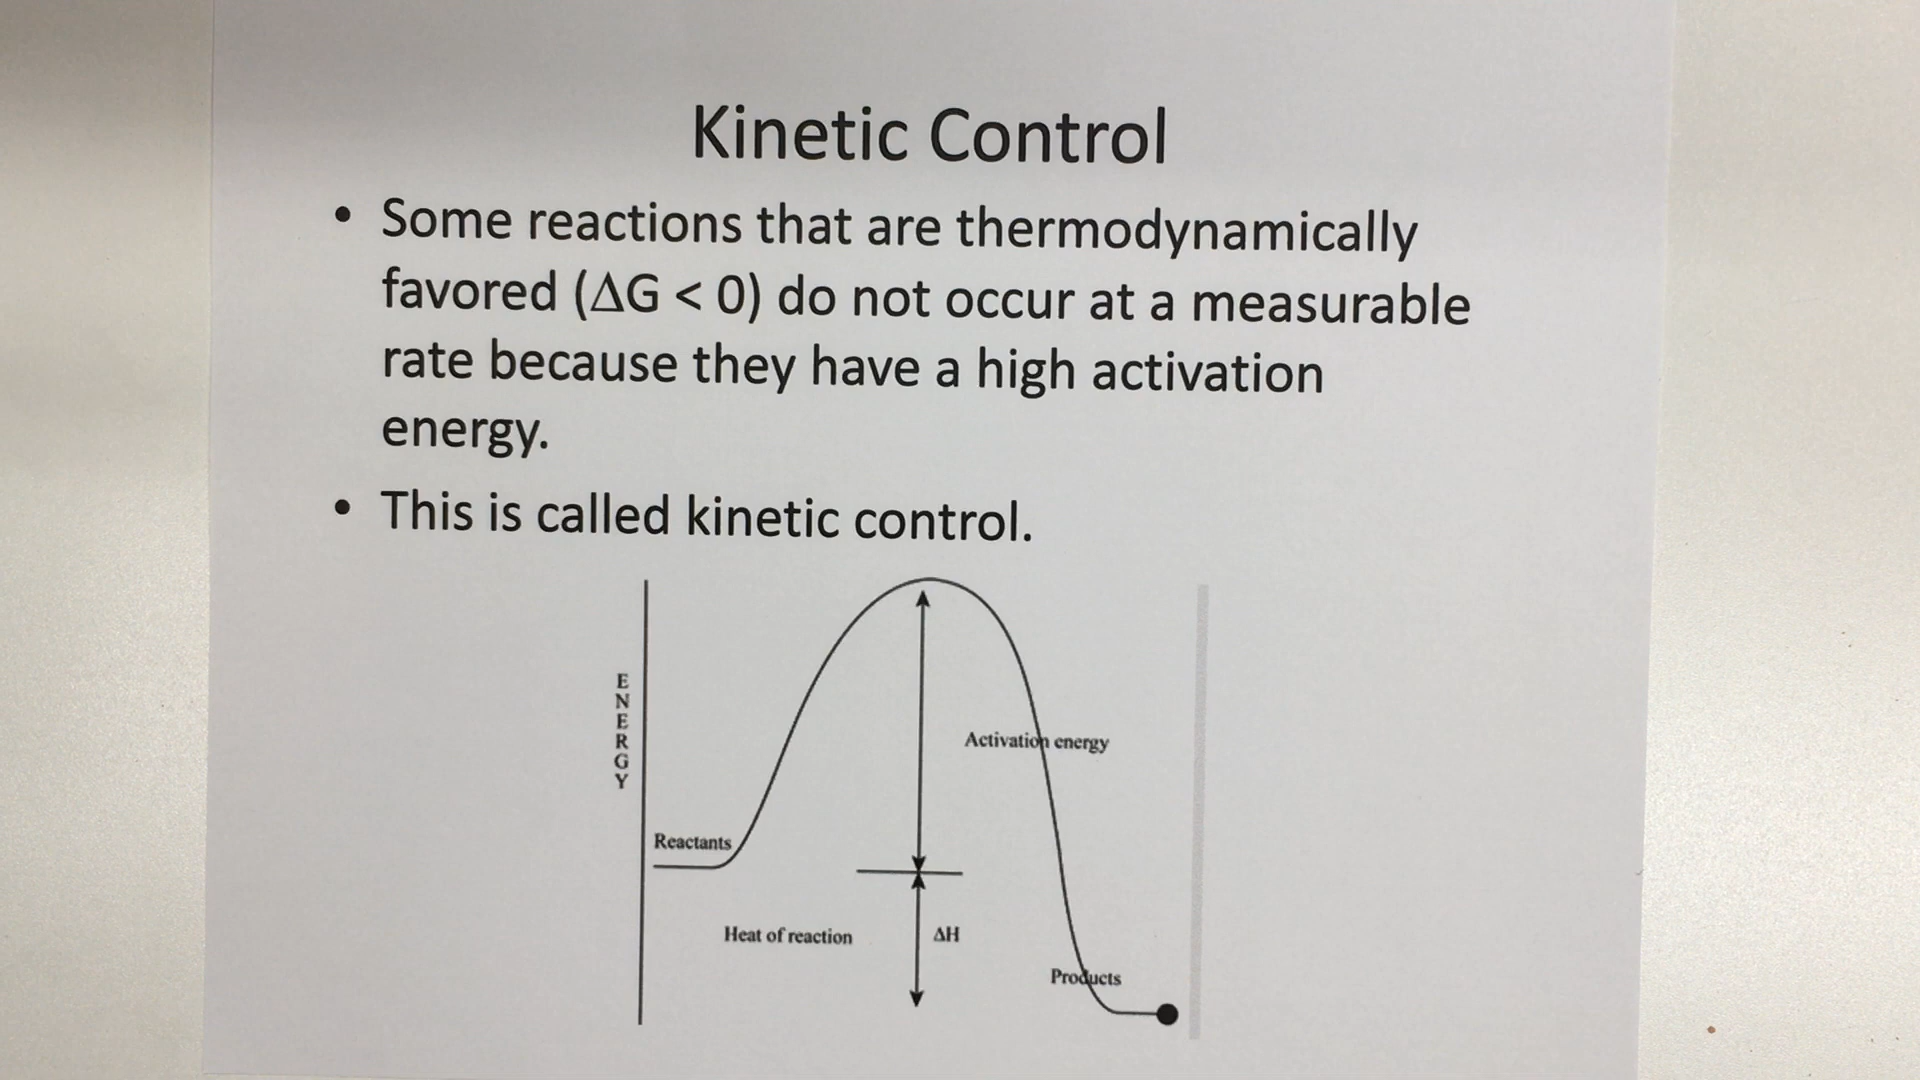 Kinetic Control
• Some reactions that are thermodynamically
favored (ΔG < 0) do not occur at a measurable
rate because they have a high activation
energy.
• This is called kinetic control.
ENERGY
Activation energy
Reactants
Heat of reaction
ΔH
Products